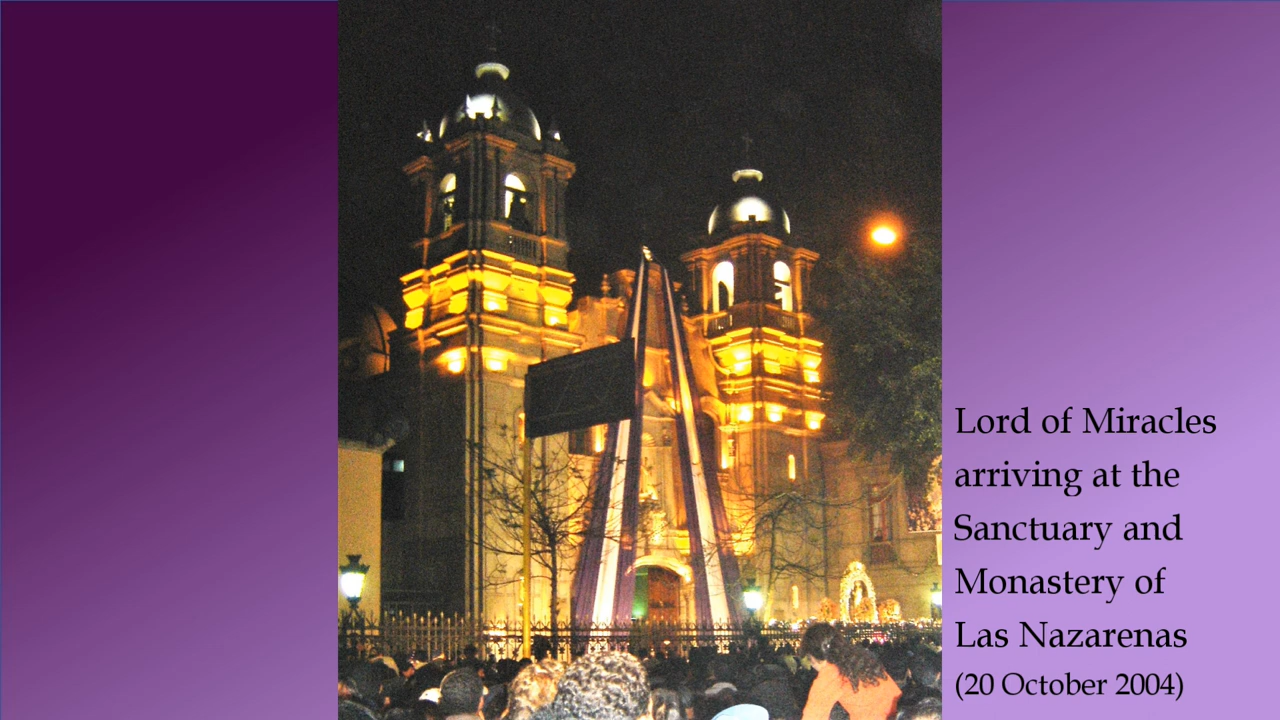 Lord of Miracles
arriving at the
Sanctuary and
Monastery of
Las Nazarenas
(20 October 2004)